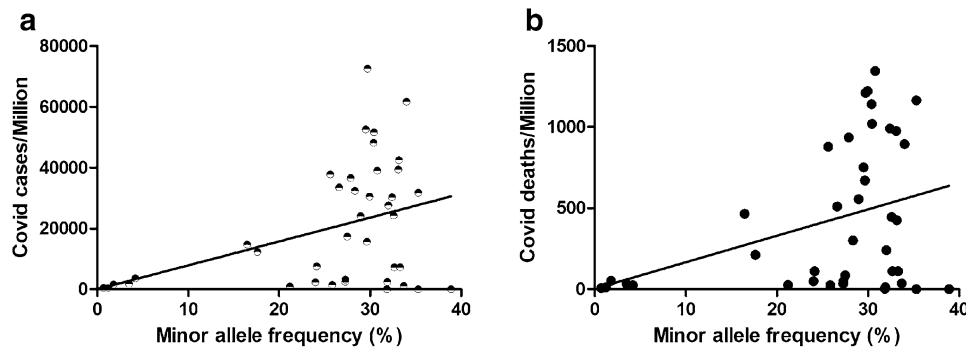 a
80000
60000
40000
20000
0
Covid cases/Million
0 10 20 30 40
Minor allele frequency (%)
b
1500
1000
500
0
Covid deaths/Million
0 10 20 30 40
Minor allele frequency (%)